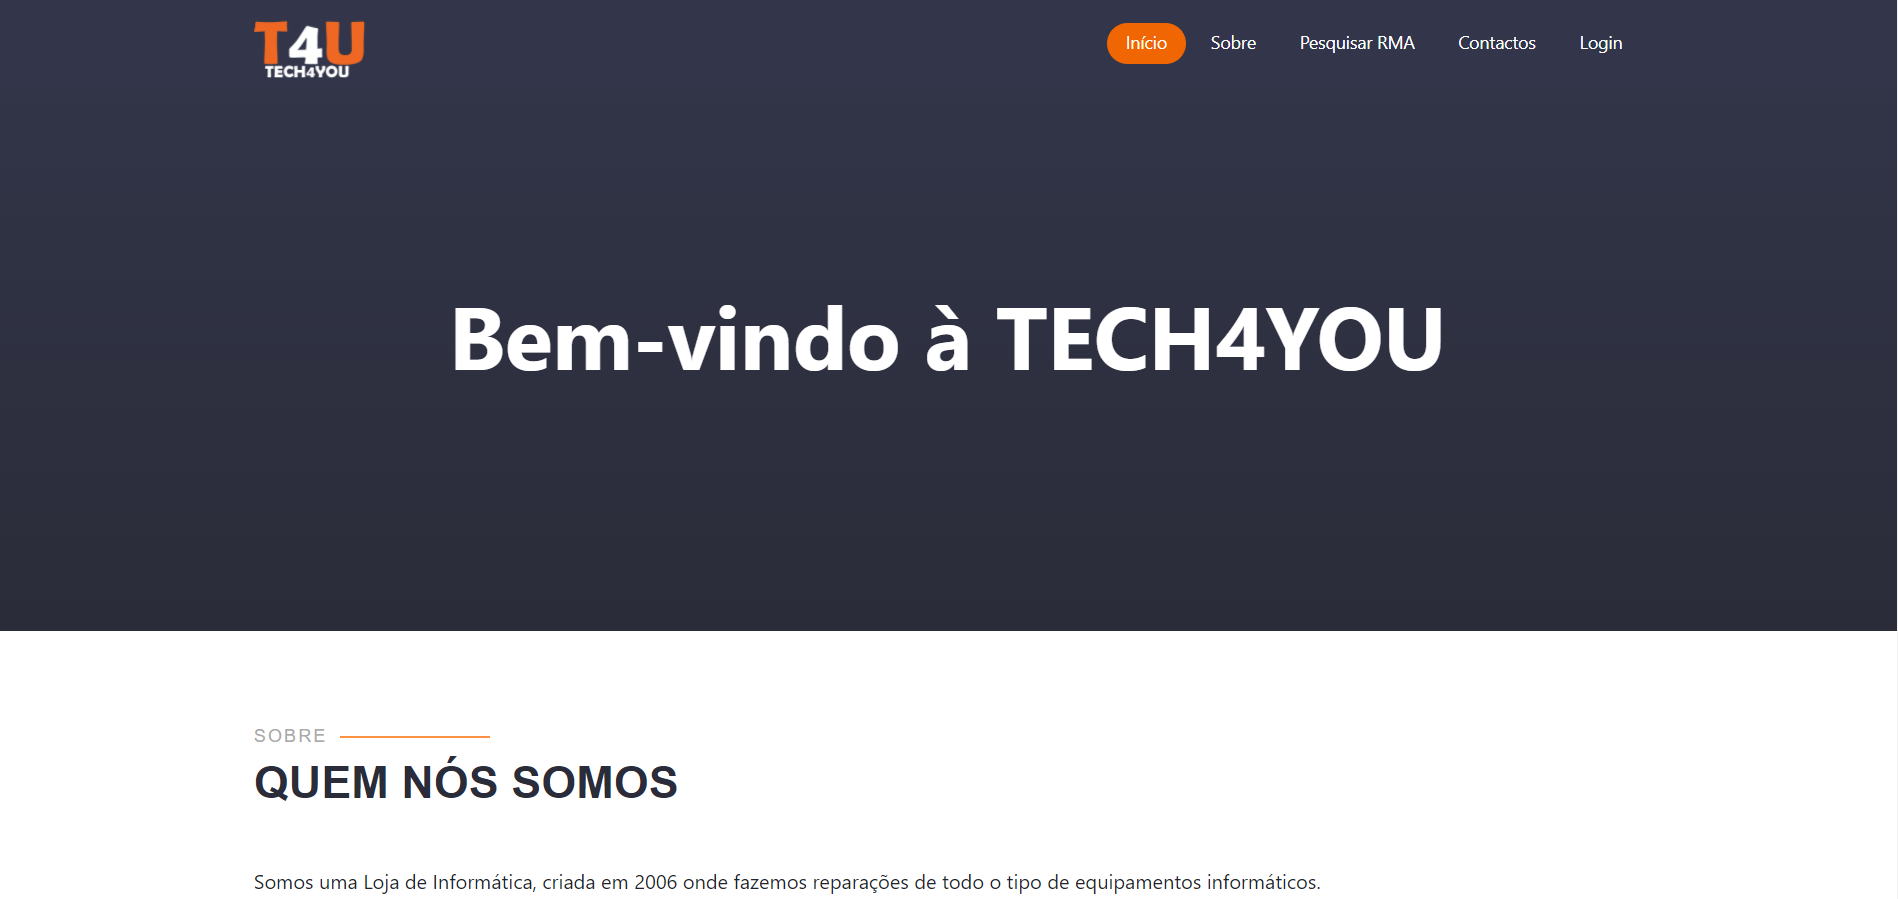 T4U
TECH4YOU
Início Sobre Pesquisar RMA Contactos Login
Bem-vindo à TECH4YOU
SOBRE
QUEM NÓS SOMOS
Somos uma Loja de Informática, criada em 2006 onde fazemos reparações de todo o tipo de equipamentos informáticos.